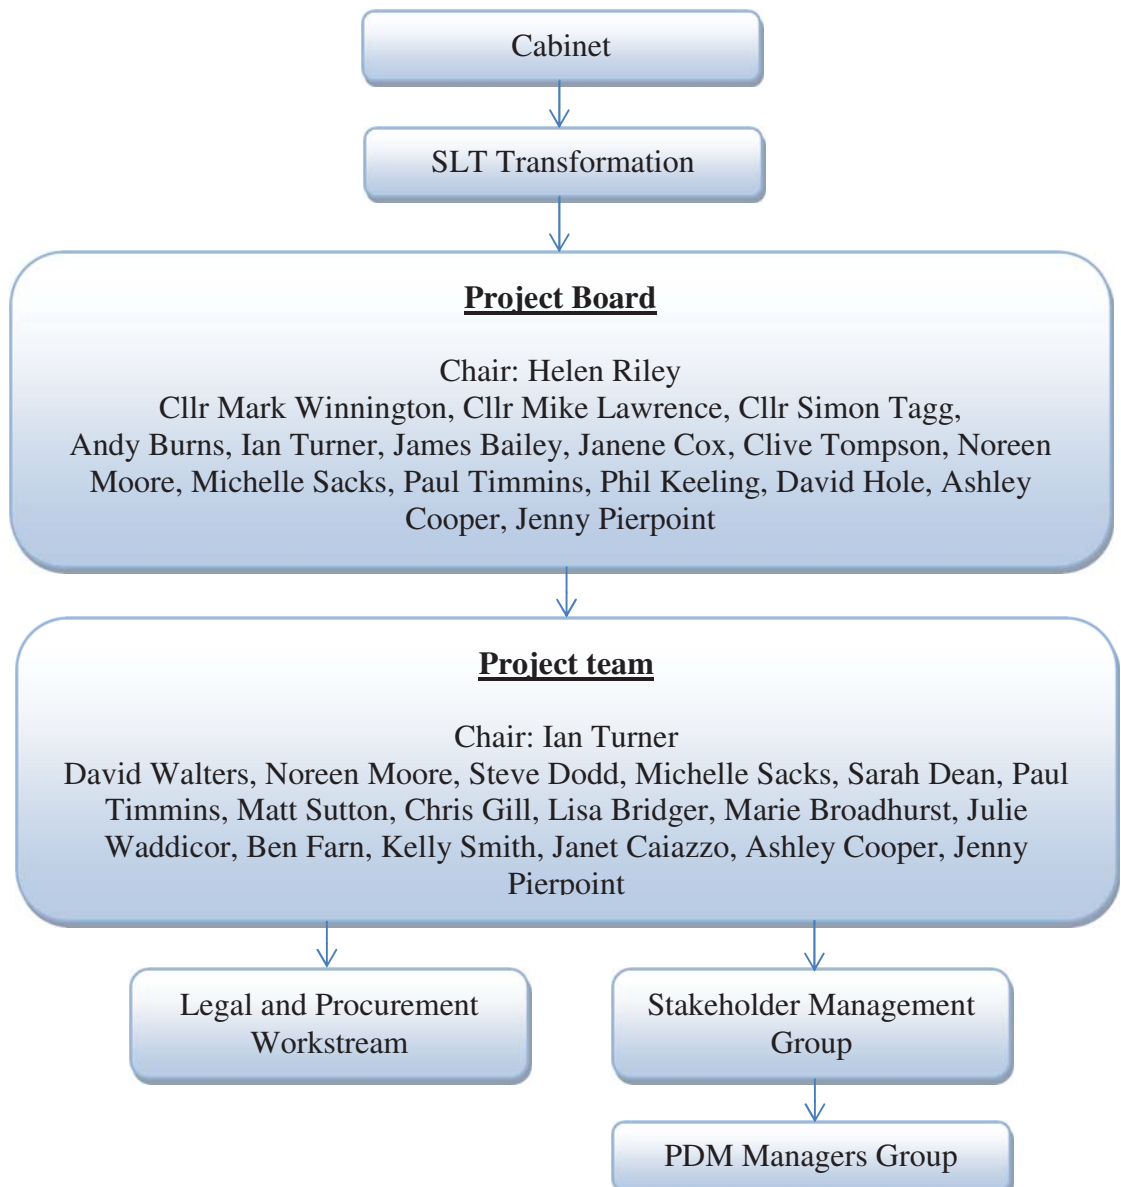 Cabinet
SLT Transformation
Project Board
Chair: Helen Riley
Cllr Mark Winnington, Cllr Mike Lawrence, Cllr Simon Tagg,
Andy Burns, Ian Turner, James Bailey, Janene Cox, Clive Tompson, Noreen
Moore, Michelle Sacks, Paul Timmins, Phil Keeling, David Hole, Ashley
Cooper, Jenny Pierpoint
Project team
Chair: Ian Turner
David Walters, Noreen Moore, Steve Dodd, Michelle Sacks, Sarah Dean, Paul
Timmins, Matt Sutton, Chris Gill, Lisa Bridger, Marie Broadhurst, Julie
Waddicor, Ben Farn, Kelly Smith, Janet Caiazzo, Ashley Cooper, Jenny
Pierpoint
Legal and Procurement
Workstream
Stakeholder Management
Group
PDM Managers Group